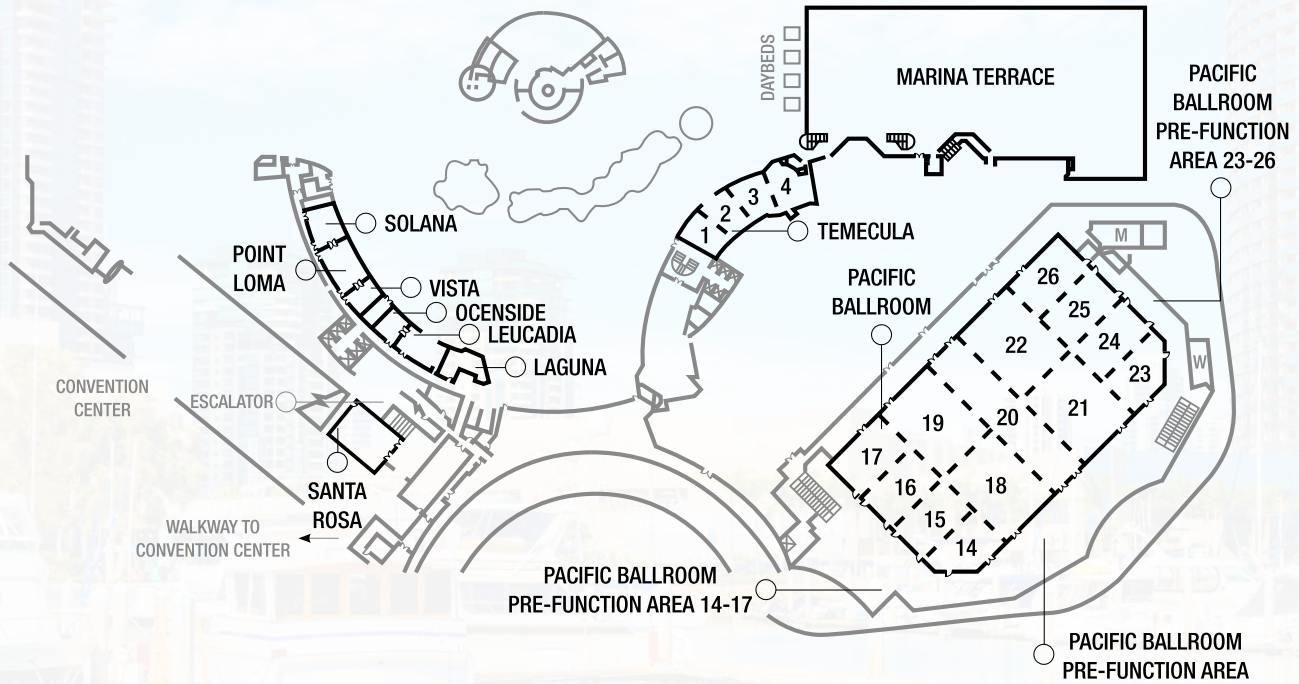 DAYBEDS
MARINA TERRACE
PACIFIC
BALLROOM
PRE-FUNCTION
AREA 23-26
SOLANA
POINT
LOMA
VISTA
OCENSIDE
LEUCADIA
LAGUNA
1
2
3
4
TEMECULA
CONVENTION
CENTER
ESCALATOR
SANTA
ROSA
WALKWAY TO
CONVENTION CENTER
PACIFIC
BALLROOM
M
W
26
25
24
23
22
21
20
19
18
17
16
15
14
PACIFIC BALLROOM
PRE-FUNCTION AREA 14-17
PACIFIC BALLROOM
PRE-FUNCTION AREA